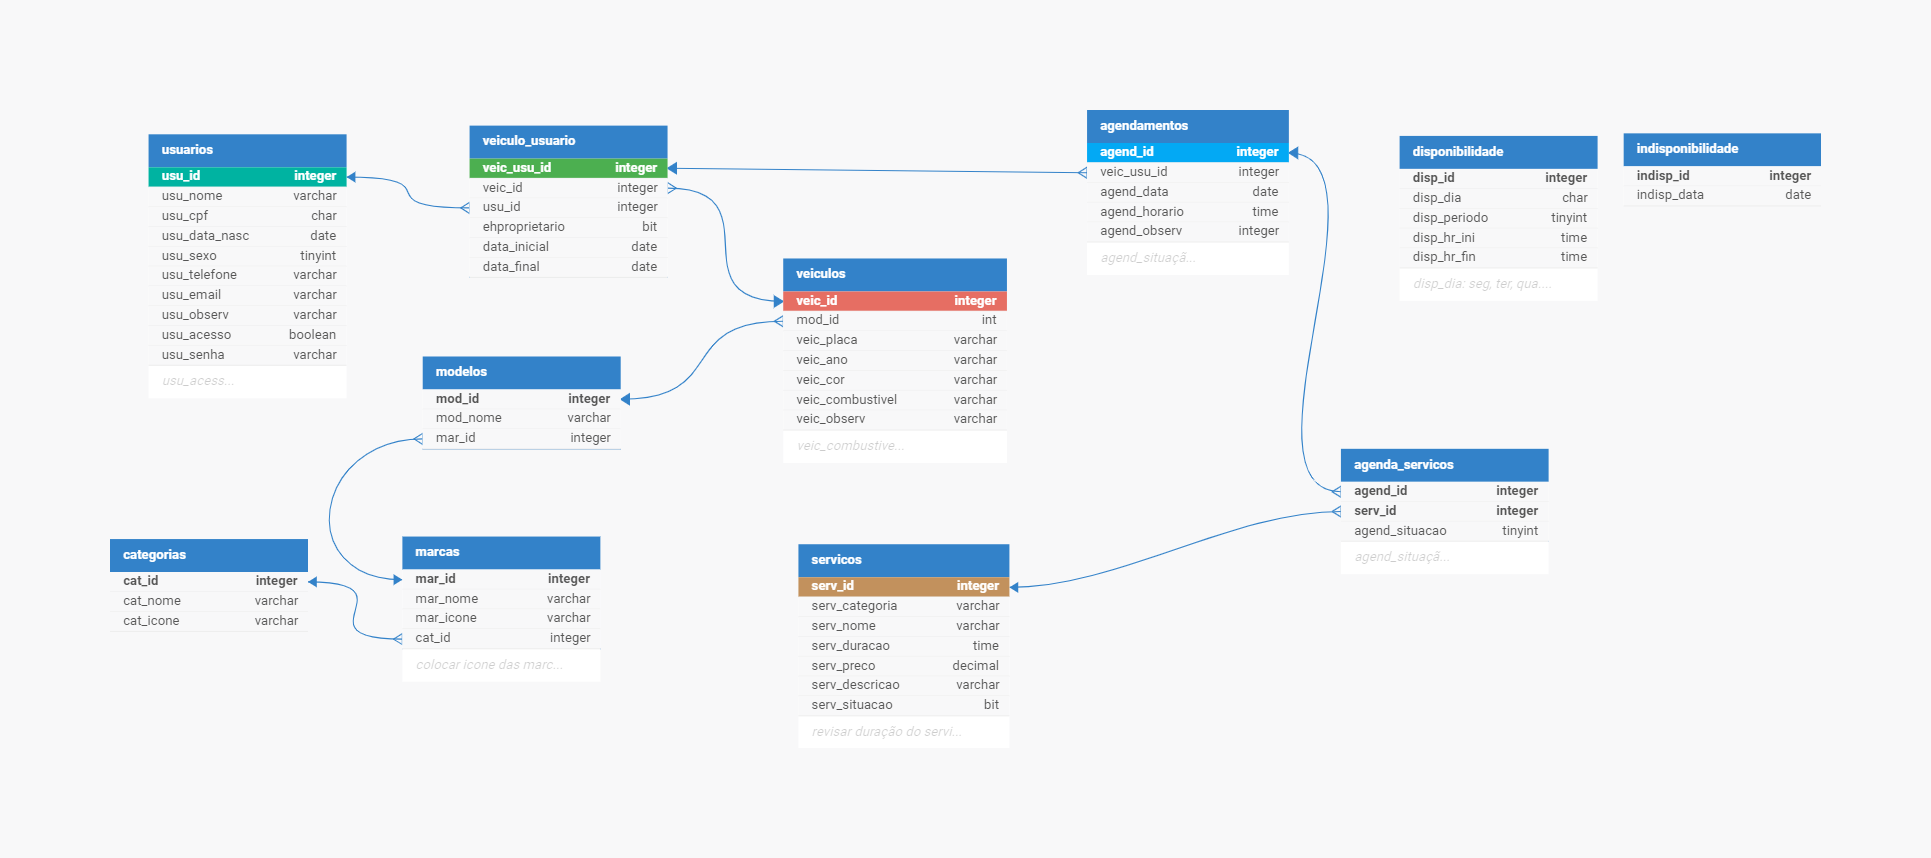 usuarios
usu_id integer
usu_nome varchar
usu_cpf char
usu_data_nasc date
usu_sexo tinyint
usu_telefone varchar
usu_email varchar
usu_observ varchar
usu_acesso boolean
usu_senha varchar
usu_acess...
veiculo_usuario
veic_usu_id integer
veic_id integer
usu_id integer
ehproprietario bit
data_inicial date
data_final date
agendamentos
agend_id integer
veic_usu_id integer
agend_data date
agend_horario time
agend_observ integer
agend_situaçã...
disponibilidade
disp_id integer
disp_dia char
disp_periodo tinyint
disp_hr_ini time
disp_hr_fin time
disp_dia: seg, ter, qua....
indisponibilidade
indisp_id integer
indisp_data date
veiculos
veic_id integer
mod_id int
veic_placa varchar
veic_ano varchar
veic_cor varchar
veic_combustivel varchar
veic_observ varchar
veic_combustive...
modelos
mod_id integer
mod_nome varchar
mar_id integer
categorias
cat_id integer
cat_nome varchar
cat_icone varchar
marcas
mar_id integer
mar_nome varchar
mar_icone varchar
cat_id integer
colocar icone das marc...
servicos
serv_id integer
serv_categoria varchar
serv_nome varchar
serv_duracao time
serv_preco decimal
serv_descricao varchar
serv_situacao bit
revisar duração do servi...
agenda_servicos
agend_id integer
serv_id integer
agend_situacao tinyint
agend_situaçã...